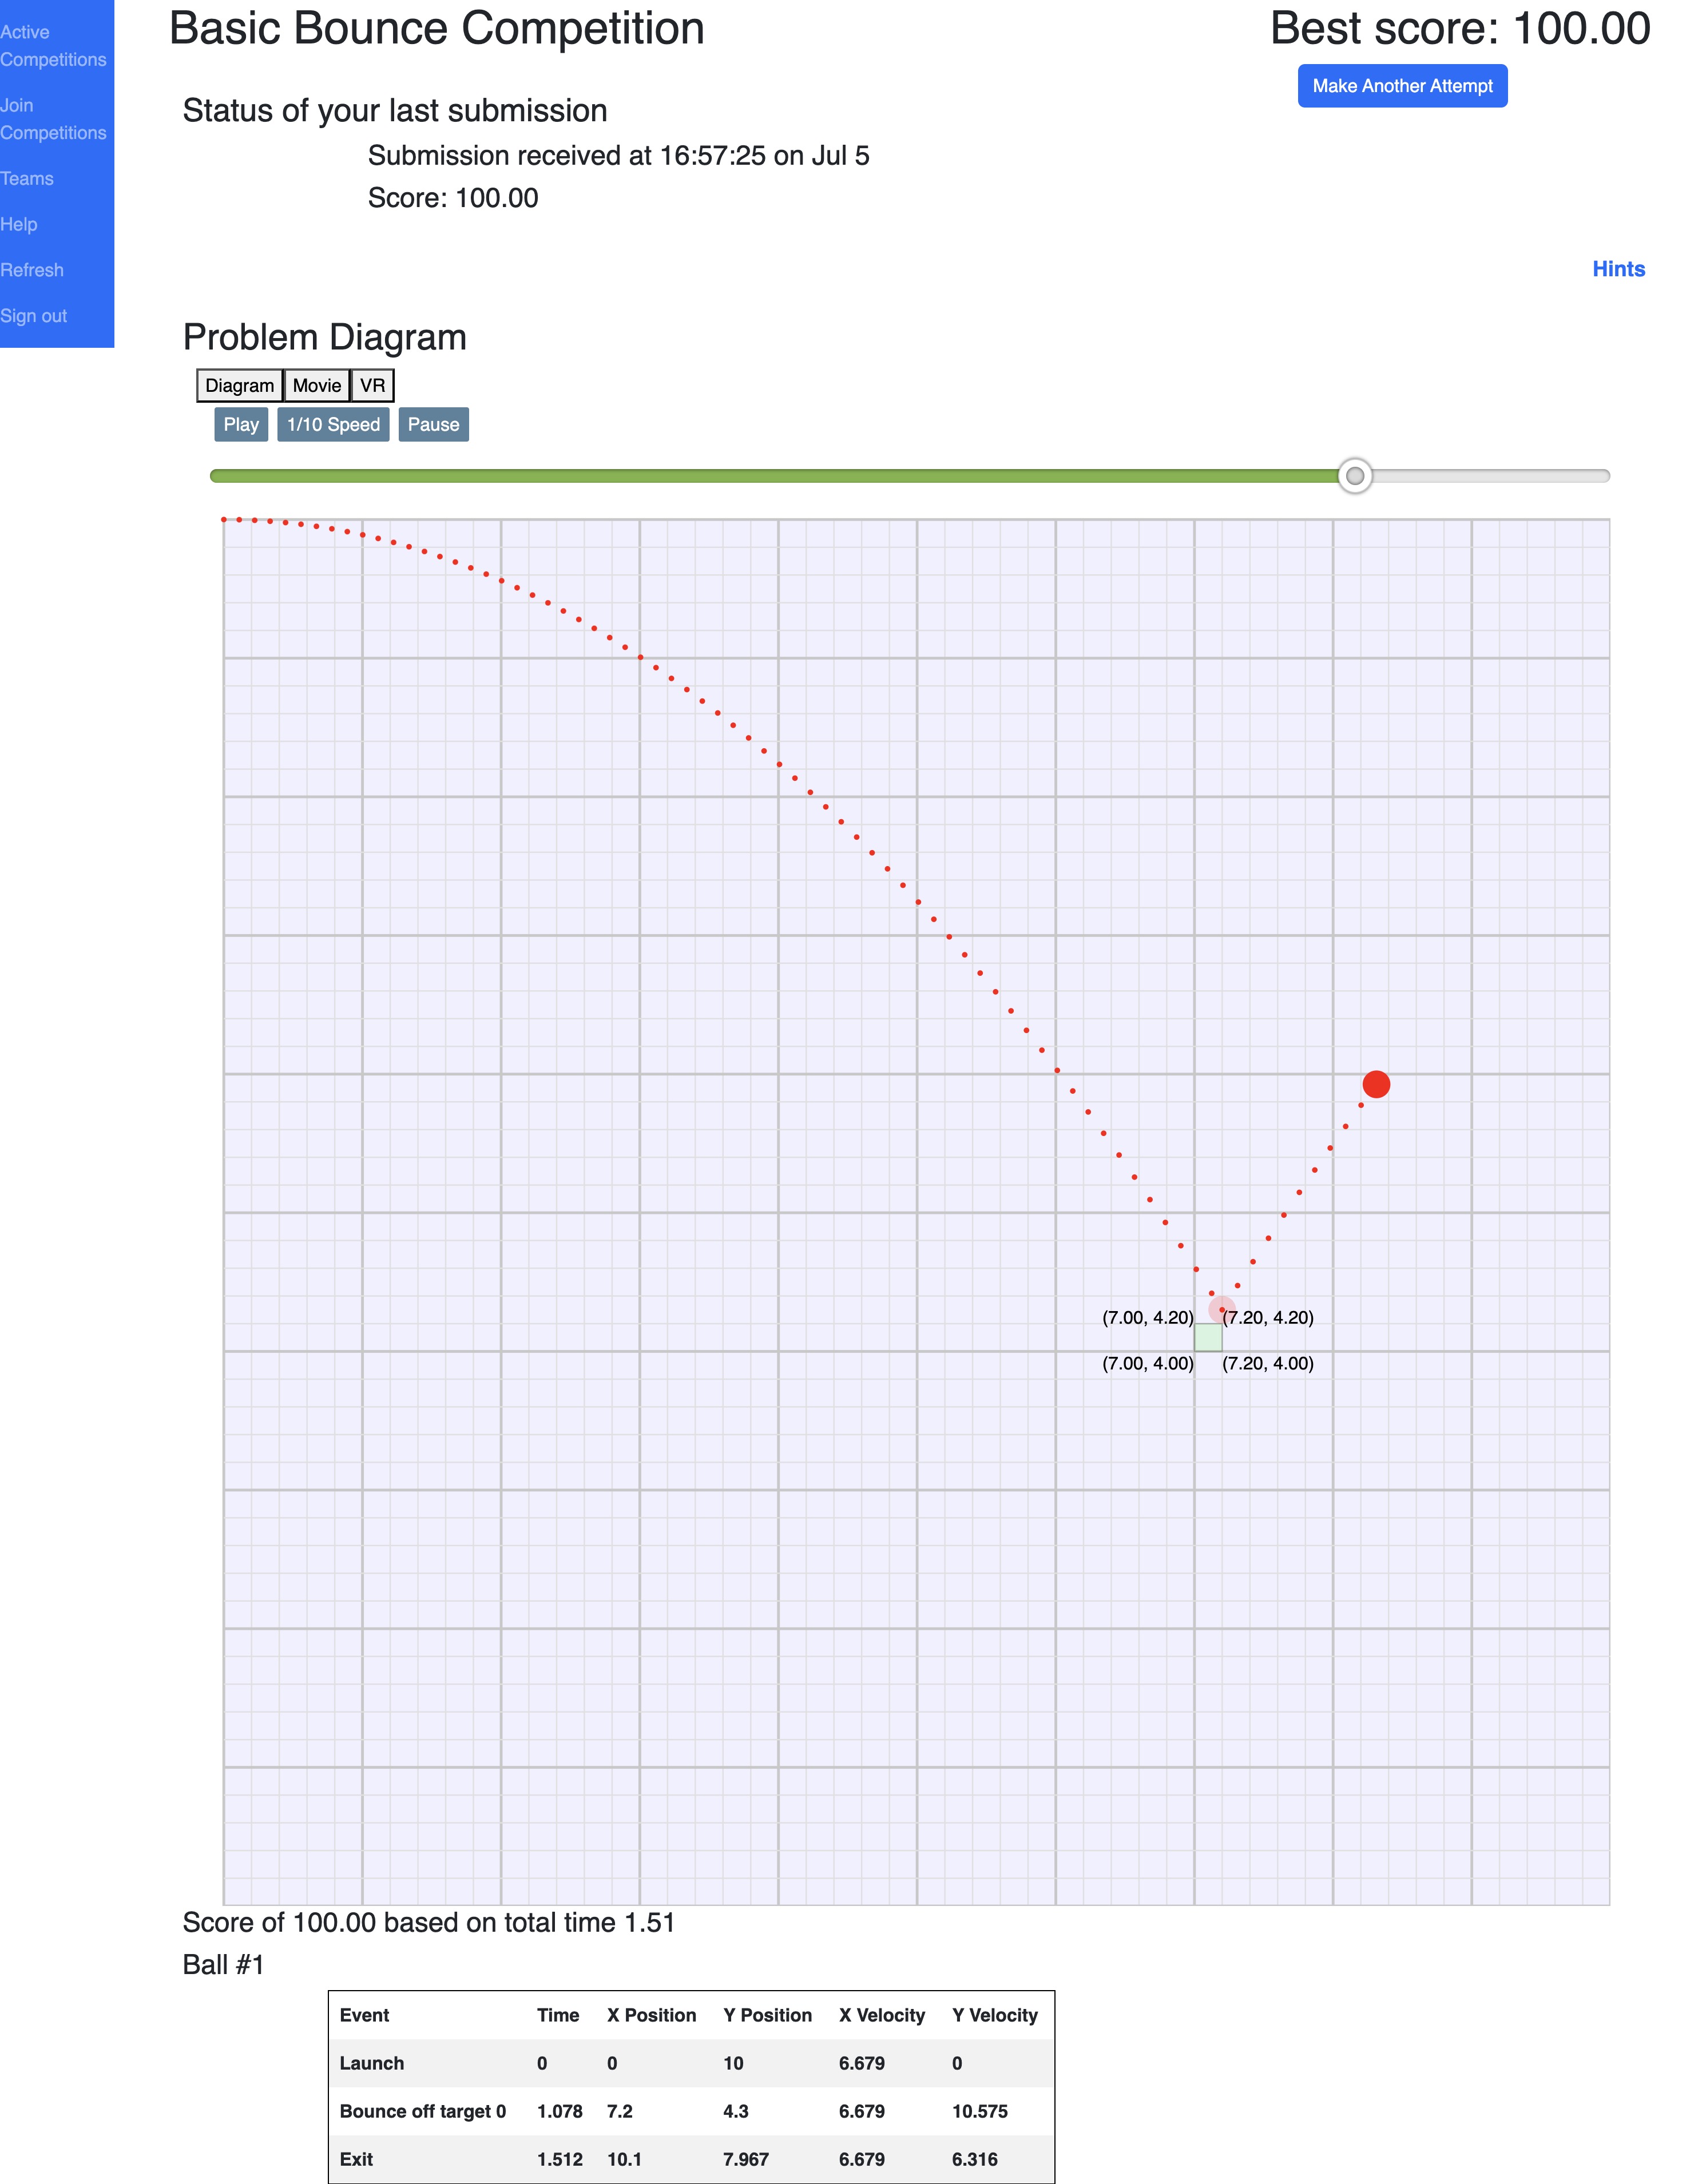 Active
Competitions
Join
Competitions
Teams
Help
Refresh
Sign out
Basic Bounce Competition
Best score: 100.00
Make Another Attempt
Status of your last submission
Submission received at 16:57:25 on Jul 5
Score: 100.00
Hints
Problem Diagram
Diagram Movie VR
Play 1/10 Speed Pause
(7.00, 4.20) (7.20, 4.20)
(7.00, 4.00) (7.20, 4.00)
Score of 100.00 based on total time 1.51
Ball #1
Event Time X Position Y Position X Velocity Y Velocity
Launch 0 0 10 6.679 0
Bounce off target 0 1.078 7.2 4.3 6.679 10.575
Exit 1.512 10.1 7.967 6.679 6.316